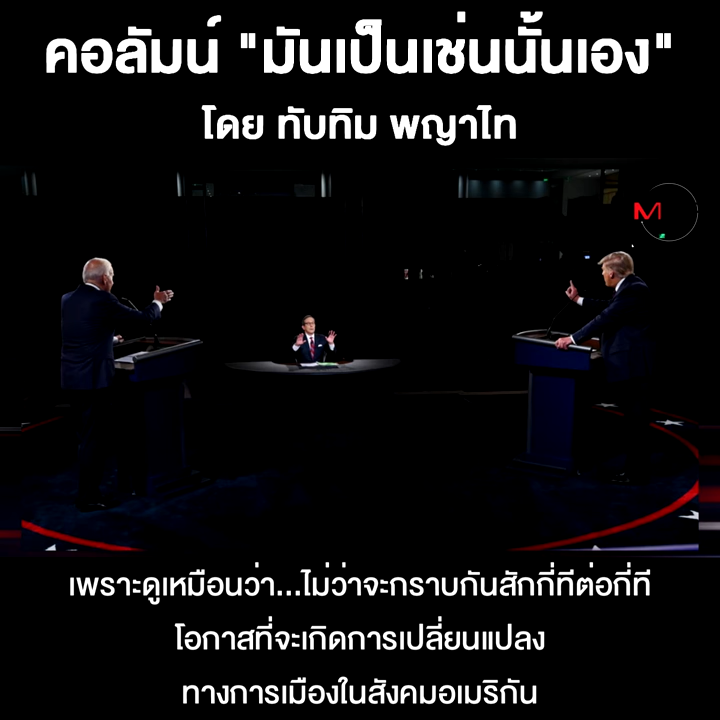 คอลัมน์ "มันเป็นเช่นนั้นเอง"
โดย ทับทิม พญาไท
M
เพราะดูเหมือนว่า...ไม่ว่าจะกราบกันสักกี่ทีต่อกี่ที
โอกาสที่จะเกิดการเปลี่ยนแปลง
ทางการเมืองในสังคมอเมริกัน